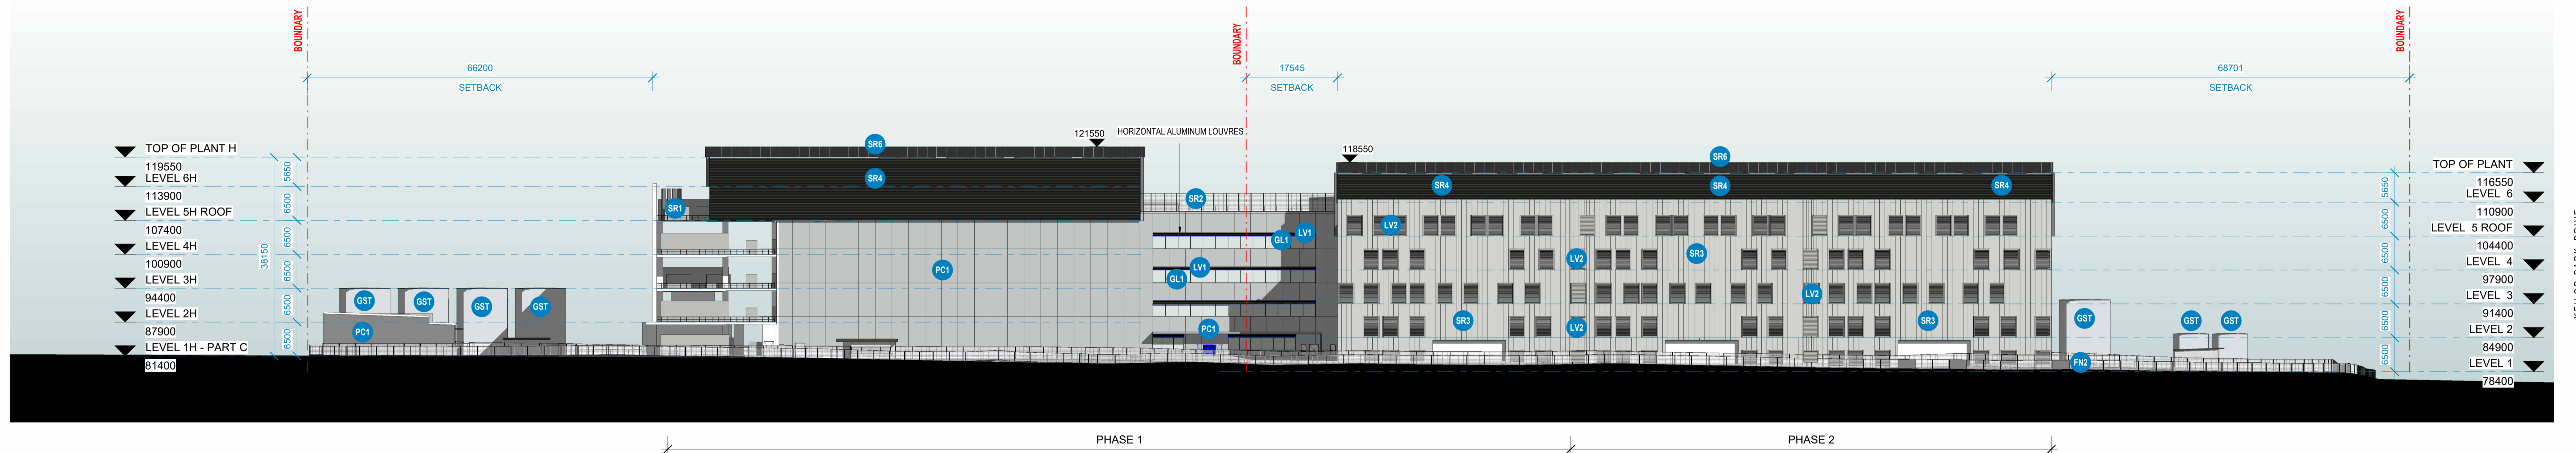 BOUNDARY
BOUNDARY
BOUNDARY
66200
SETBACK
17545
SETBACK
68701
SETBACK
121550
HORIZONTAL ALUMINUM LOUVRES
118550
TOP OF PLANT H
119550
LEVEL 6H
113900
LEVEL 5H ROOF
107400
LEVEL 4H
100900
LEVEL 3H
94400
LEVEL 2H
87900
LEVEL 1H - PART C
81400
38150
5650
6500
6500
6500
6500
6500
GST
GST
GST
GST
PC1
SR1
SR6
SR4
PC1
SR2
GL1
LV1
LV1
GL1
PC1
SR6
SR4
SR4
SR4
LV2
LV2
SR3
LV2
SR3
LV2
SR3
GST
GST
GST
FN2
5650
6500
6500
6500
6500
6500
TOP OF PLANT
116550
LEVEL 6
110900
LEVEL 5 ROOF
104400
LEVEL 4
97900
LEVEL 3
91400
LEVEL 2
84900
LEVEL 1
78400
PHASE 1
PHASE 2